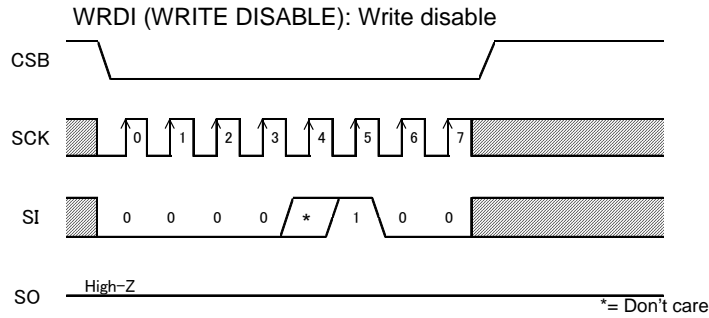 WRDI (WRITE DISABLE): Write disable
CSB
SCK 0 1 2 3 4 5 6 7
SI 0 0 0 0 * 1 0 0
High-Z
SO
*= Don't care